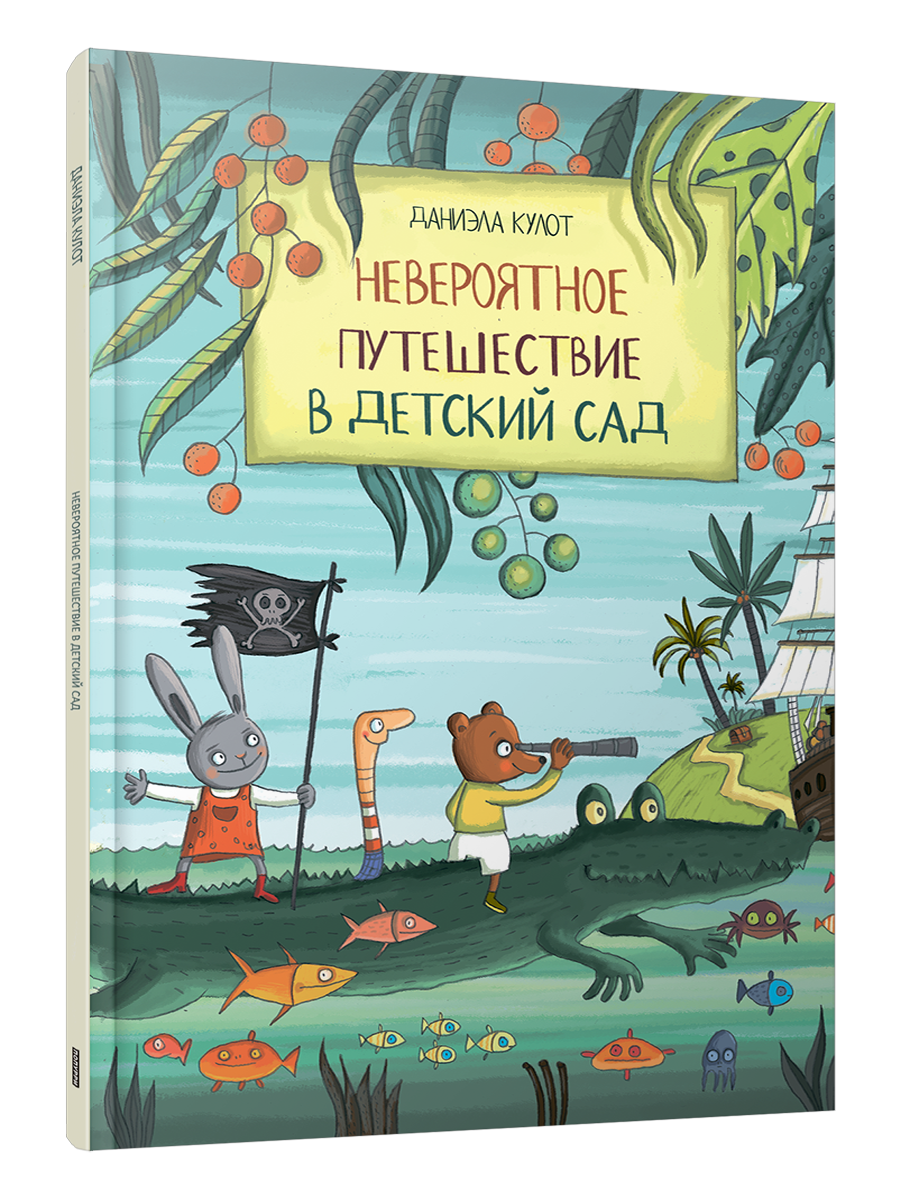 ДАНИЭЛА КУЛОТ
НЕВЕРОЯТНОЕ
ПУТЕШЕСТВИЕ
В ДЕТСКИЙ САД
ДАНИЭЛА КУЛОТ
НЕВЕРОЯТНОЕ ПУТЕШЕСТВИЕ В ДЕТСКИЙ САД